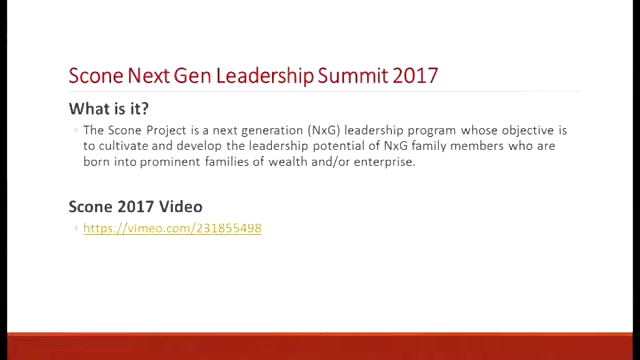 Scone Next Gen Leadership Summit 2017
What is it?
◦ The Scone Project is a next generation (NxG) leadership program whose objective is
to cultivate and develop the leadership potential of NxG family members who are
born into prominent families of wealth and/or enterprise.
Scone 2017 Video
◦ https://vimeo.com/231855498